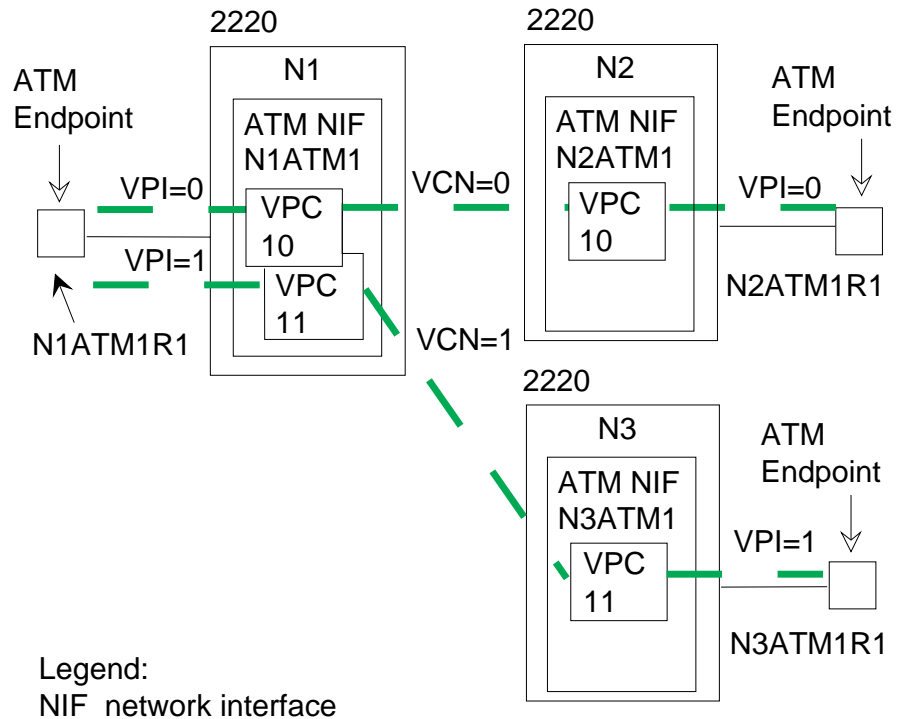 2220
N1
ATM
Endpoint
ATM NIF
N1ATM1
VPI=0
VPC
10
VPI=1
VPC
11
N1ATM1R1
VCN=0
VCN=1
2220
N2
ATM NIF
N2ATM1
VPC
10
VPI=0
ATM
Endpoint
N2ATM1R1
2220
N3
ATM NIF
N3ATM1
VPC
11
VPI=1
ATM
Endpoint
N3ATM1R1
Legend:
NIF network interface